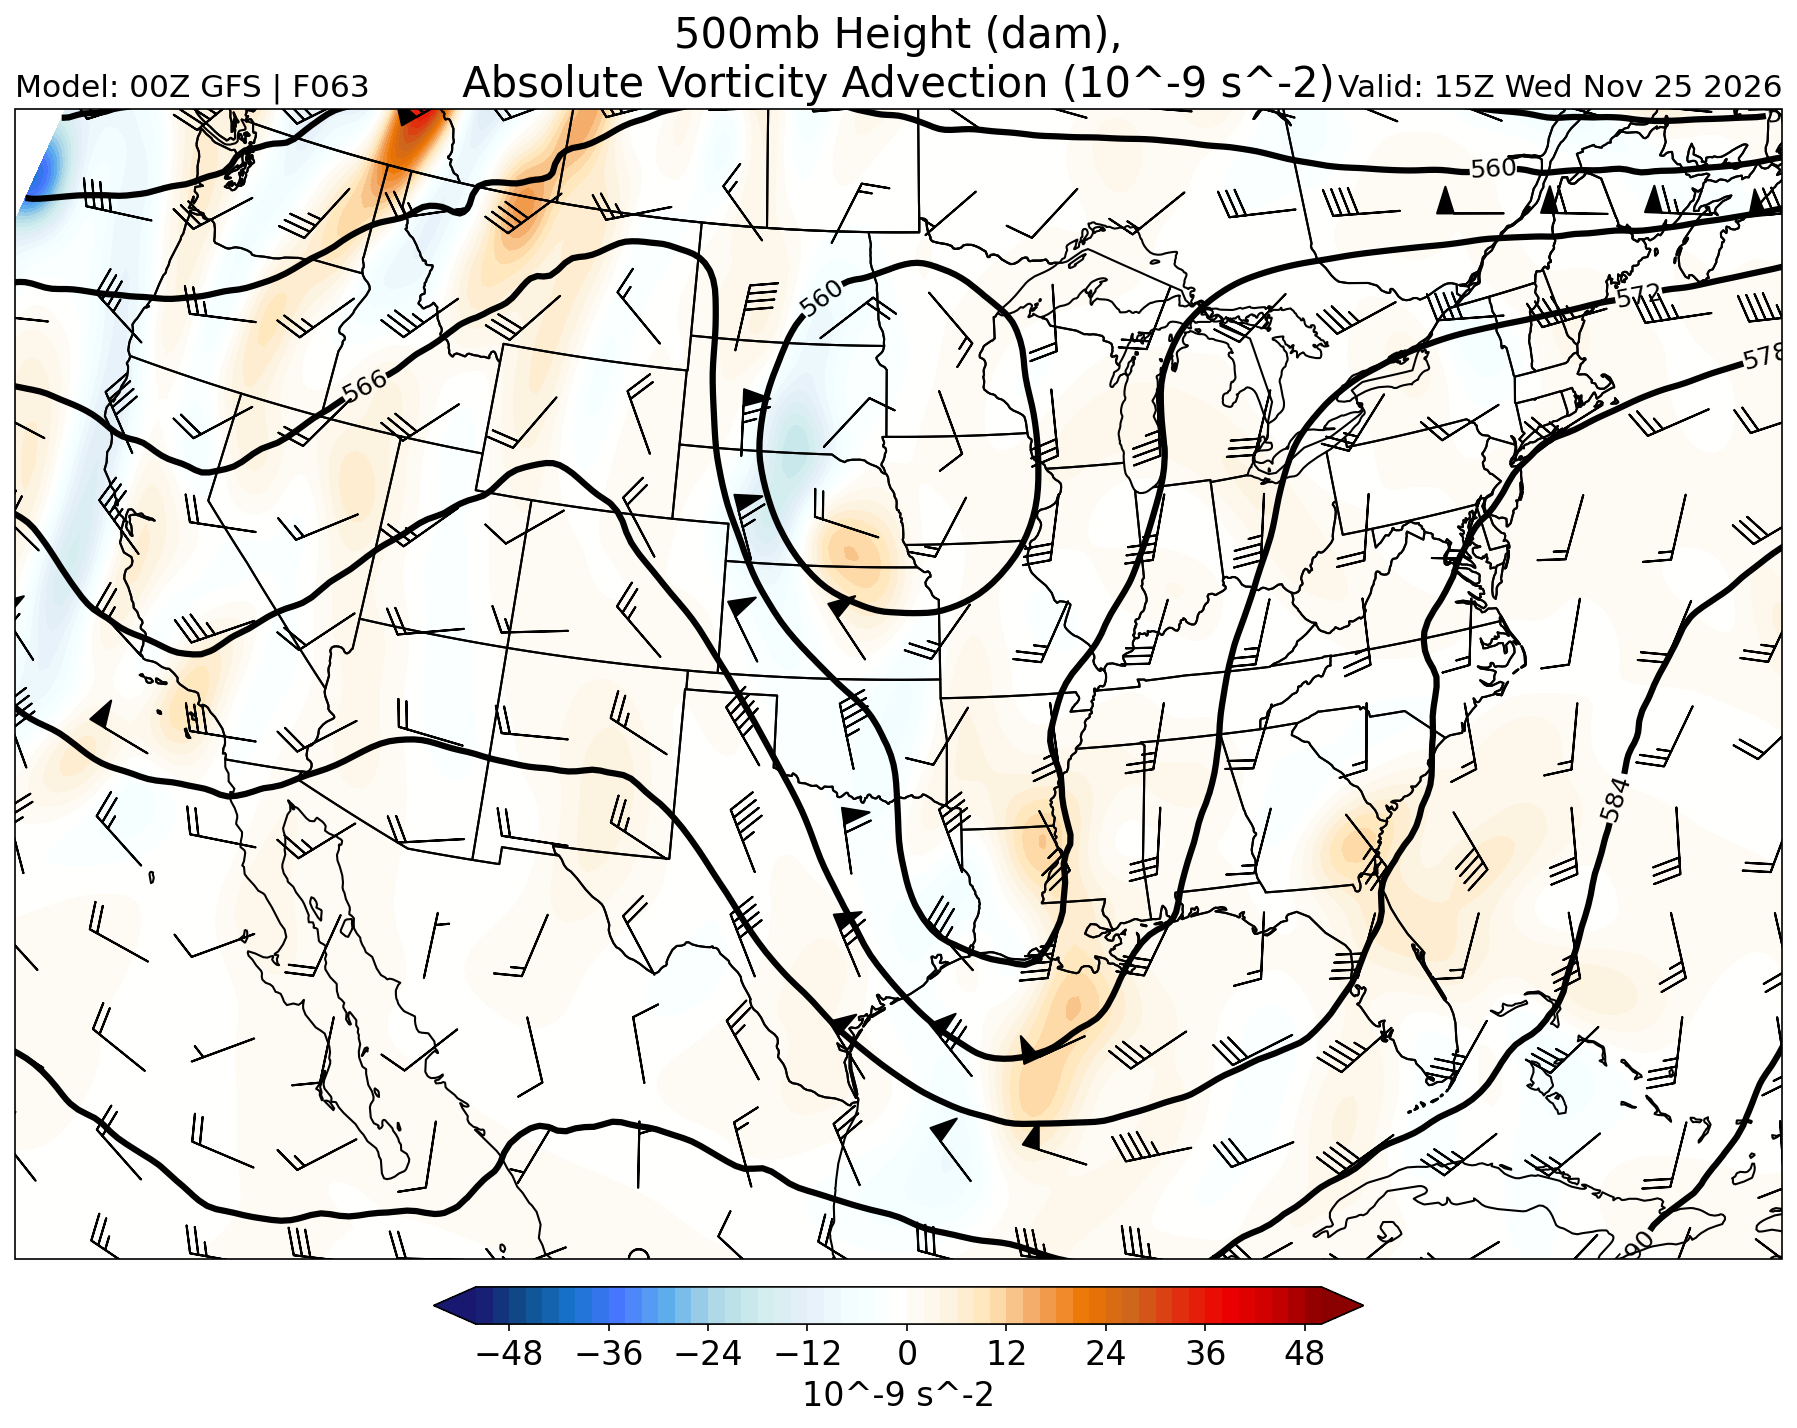 500mb Height (dam),
Model: 00Z GFS | F063
Absolute Vorticity Advection (10^-9 s^-2)
Valid: 15Z Wed Nov 25 2026
560
560
572
578
566
584
90
−48 −36 −24 −12 0 12 24 36 48
10^-9 s^-2